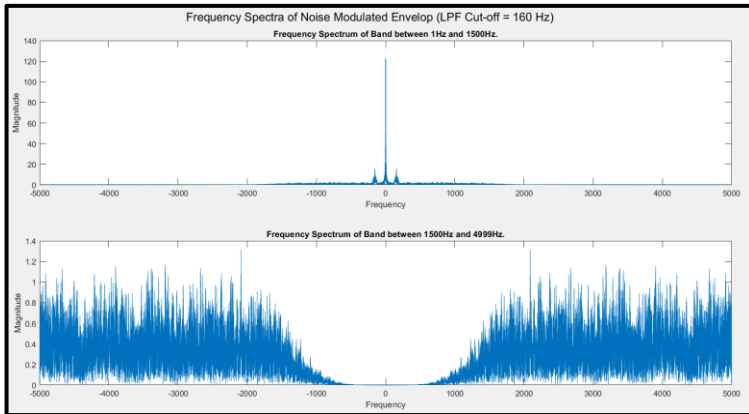 Frequency Spectra of Noise Modulated Envelop (LPF Cut-off = 160 Hz)
Frequency Spectrum of Band between 1Hz and 1500Hz.
140
120
100
80
60
40
20
0
Magnitude
-5000 -4000 -3000 -2000 -1000 0 1000 2000 3000 4000 5000
Frequency
Frequency Spectrum of Band between 1500Hz and 4999Hz.
1.4
1.2
1
0.8
0.6
0.4
0.2
0
Magnitude
-5000 -4000 -3000 -2000 -1000 0 1000 2000 3000 4000 5000
Frequency